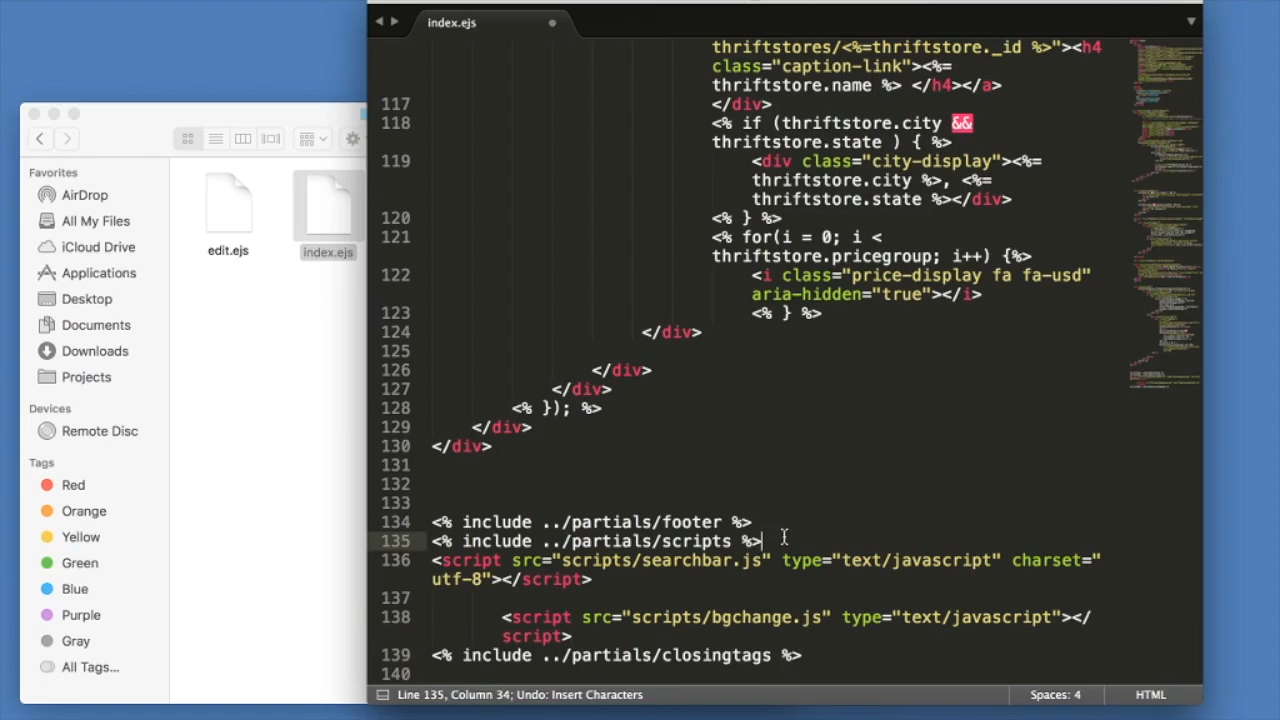 index.ejs
thriftstores/<%=thriftstore._id %>"><h4
class="caption-link"><%=
thriftstore.name %> </h4></a>
117 </div>
118 <% if (thriftstore.city &&
thriftstore.state ) { %>
119 <div class="city-display"><%=
thriftstore.city %>, <%=
thriftstore.state %></div>
120 <% } %>
121 <% for(i = 0; i <
thriftstore.pricegroup; i++) {%>
122 <i class="price-display fa fa-usd"
aria-hidden="true"></i>
123 <% } %>
124 </div>
125
126 </div>
127 </div>
128 <% }); %>
129 </div>
130 </div>
131
132
133
134 <% include ../partials/footer %>
135 <% include ../partials/scripts %>
136 <script src="scripts/searchbar.js" type="text/javascript" charset="
utf-8"></script>
137
138 <script src="scripts/bgchange.js" type="text/javascript"></
script>
139 <% include ../partials/closingtags %>
140
Line 135, Column 34; Undo: Insert Characters
Spaces: 4
HTML
Favorites
AirDrop
All My Files
iCloud Drive
Applications
Desktop
Documents
Downloads
Projects
Devices
Remote Disc
Tags
Red
Orange
Yellow
Green
Blue
Purple
Gray
All Tags...
edit.ejs
index.ejs